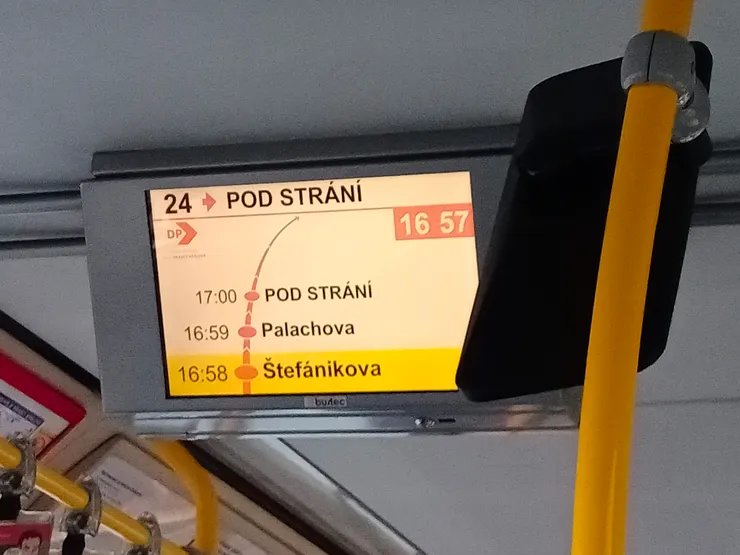 24 → POD STRÁNÍ
DP
16 57
17:00 POD STRÁNÍ
16:59 Palachova
16:58 Štefánikova
buštec